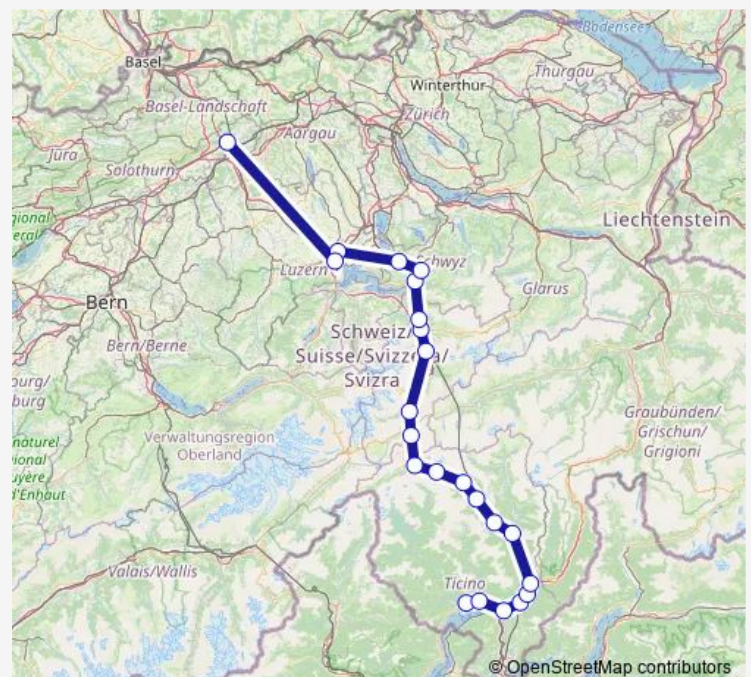 Bodensee
Basel
Winterthur
Thurgau
Basel-Landschaft
Zürich
Aargau
Jura
Solothurn
Liechtenstein
Luzern
Schwyz
Glarus
Bern
Bern/Berne
Schweiz/
Suisse/Svizzera/
Svizra
Graubünden/
Grischun/
Grigioni
Verwaltungsregion
Oberland
d'Enhaut
Valais/Wallis
Ticino
© OpenStreetMap contributors